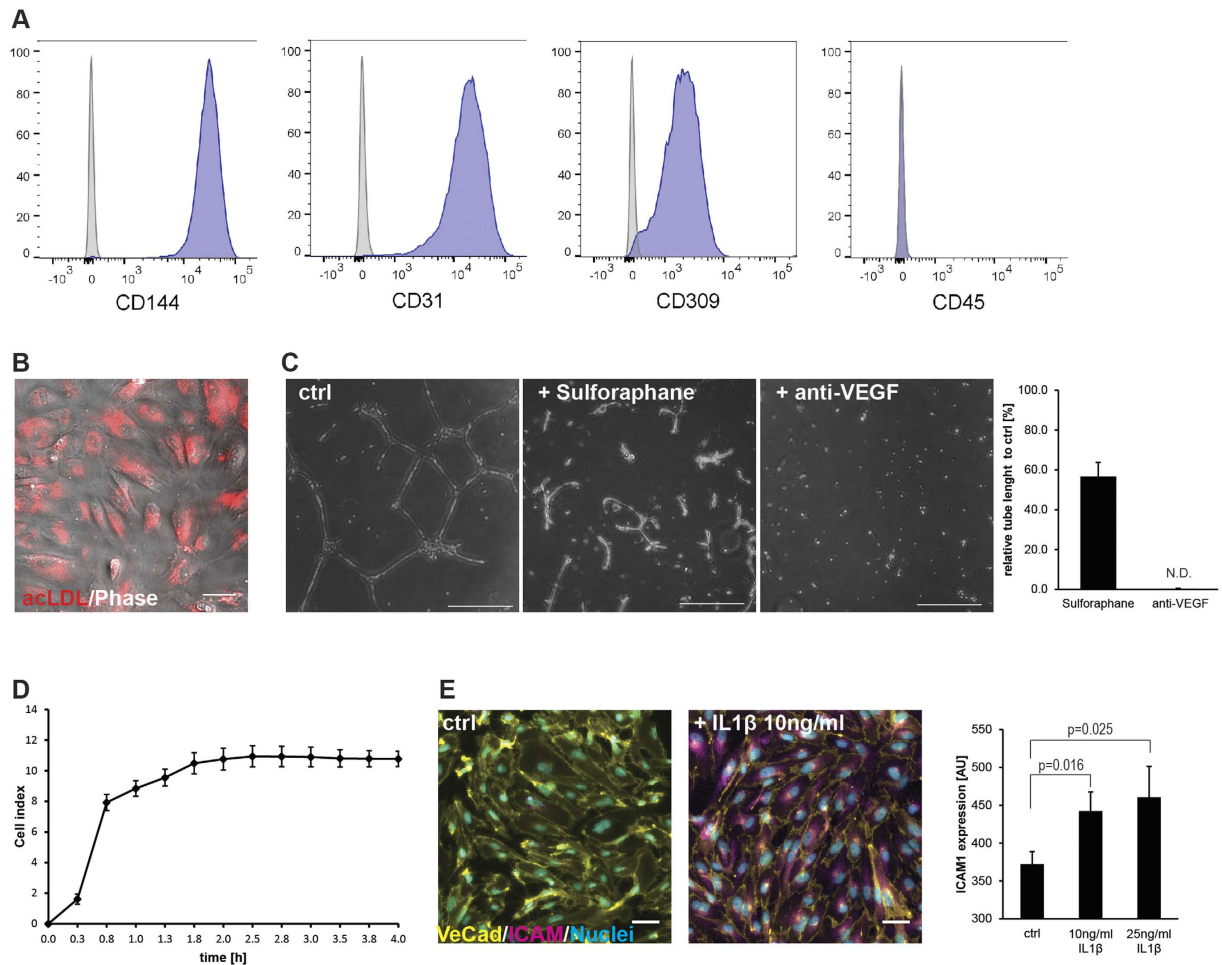 A
100
80
60
40
20
0
-10³ 0 10³ 10⁴ 10⁵
CD144
100
80
60
40
20
0
-10³ 0 10³ 10⁴ 10⁵
CD31
100
80
60
40
20
0
-10³ 0 10³ 10⁴ 10⁵
CD309
100
80
60
40
20
0
-10³ 0 10³ 10⁴ 10⁵
CD45
B
acLDL/Phase
C
ctrl
+ Sulforaphane
+ anti-VEGF
relative tube lenght to ctrl [%]
100.0
80.0
60.0
40.0
20.0
0.0
N.D.
Sulforaphane anti-VEGF
D
Cell index
14
12
10
8
6
4
2
0
0.0 0.3 0.8 1.0 1.3 1.8 2.0 2.5 2.8 3.0 3.5 3.8 4.0
time [h]
E
ctrl
VeCad/ICAM/Nuclei
+ IL1β 10ng/ml
ICAM1 expression [AU]
550
500
450
400
350
300
p=0.025
p=0.016
ctrl 10ng/ml 25ng/ml
IL1β IL1β